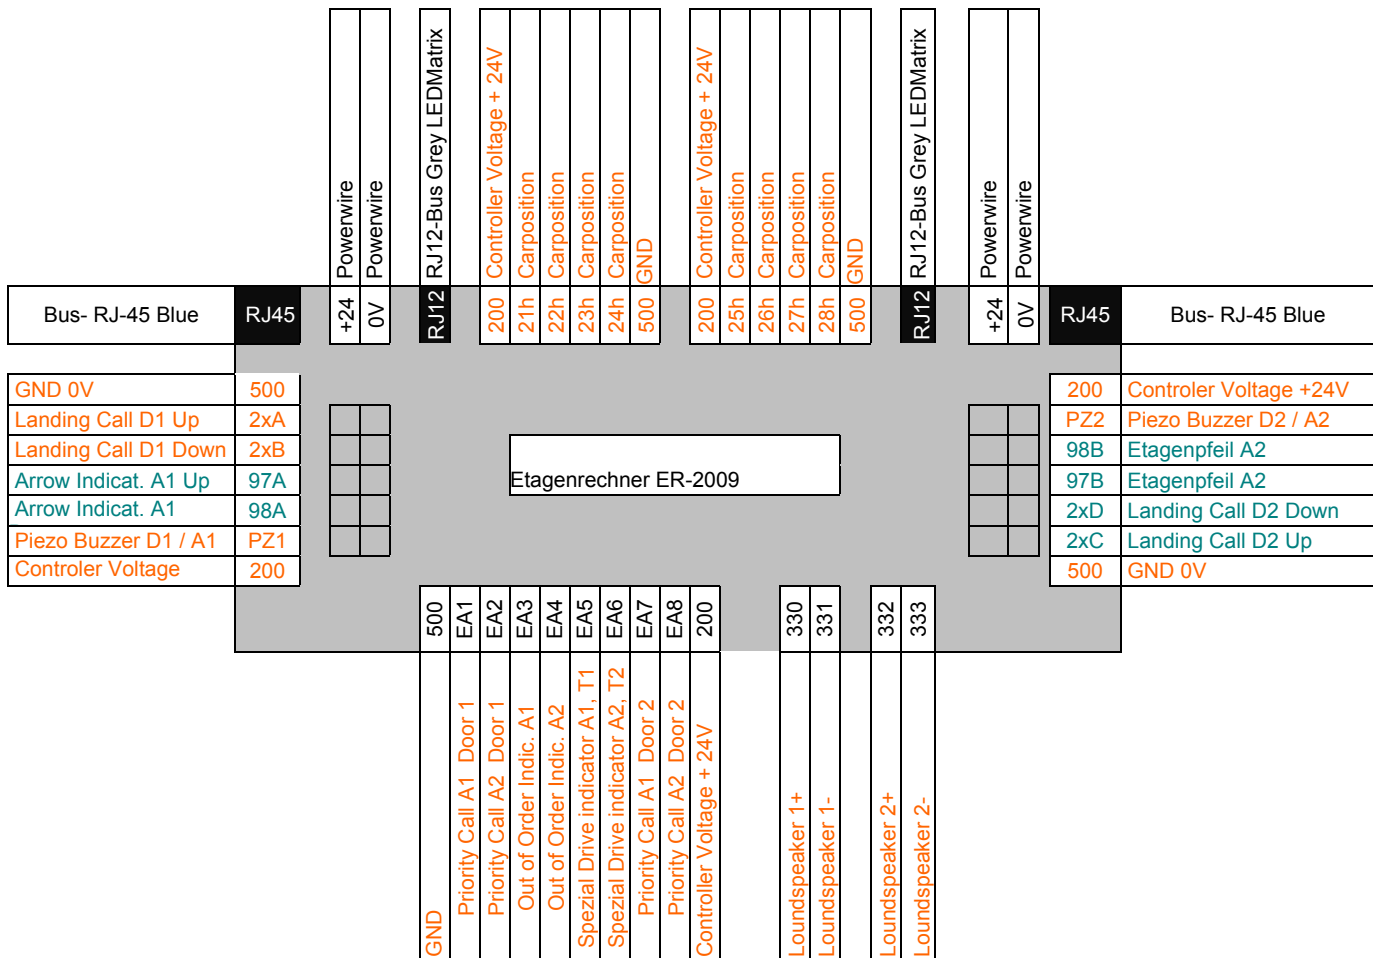 +24 Powerwire
0V Powerwire
RJ12 RJ12-Bus Grey LEDMatrix
200 Controller Voltage + 24V
21h Carposition
22h Carposition
23h Carposition
24h Carposition
500 GND
200 Controller Voltage + 24V
25h Carposition
26h Carposition
27h Carposition
28h Carposition
500 GND
RJ12 RJ12-Bus Grey LEDMatrix
+24 Powerwire
0V Powerwire
Bus- RJ-45 Blue RJ45
RJ45 Bus- RJ-45 Blue
GND 0V 500
Landing Call D1 Up 2xA
Landing Call D1 Down 2xB
Arrow Indicat. A1 Up 97A
Arrow Indicat. A1 98A
Piezo Buzzer D1 / A1 PZ1
Controler Voltage 200
Etagenrechner ER-2009
200 Controler Voltage +24V
PZ2 Piezo Buzzer D2 / A2
98B Etagenpfeil A2
97B Etagenpfeil A2
2xD Landing Call D2 Down
2xC Landing Call D2 Up
500 GND 0V
500 GND
EA1 Priority Call A1 Door 1
EA2 Priority Call A2 Door 1
EA3 Out of Order Indic. A1
EA4 Out of Order Indic. A2
EA5 Spezial Drive indicator A1, T1
EA6 Spezial Drive indicator A2, T2
EA7 Priority Call A1 Door 2
EA8 Priority Call A2 Door 2
200 Controller Voltage + 24V
330 Loundspeaker 1+
331 Loundspeaker 1-
332 Loundspeaker 2+
333 Loundspeaker 2-